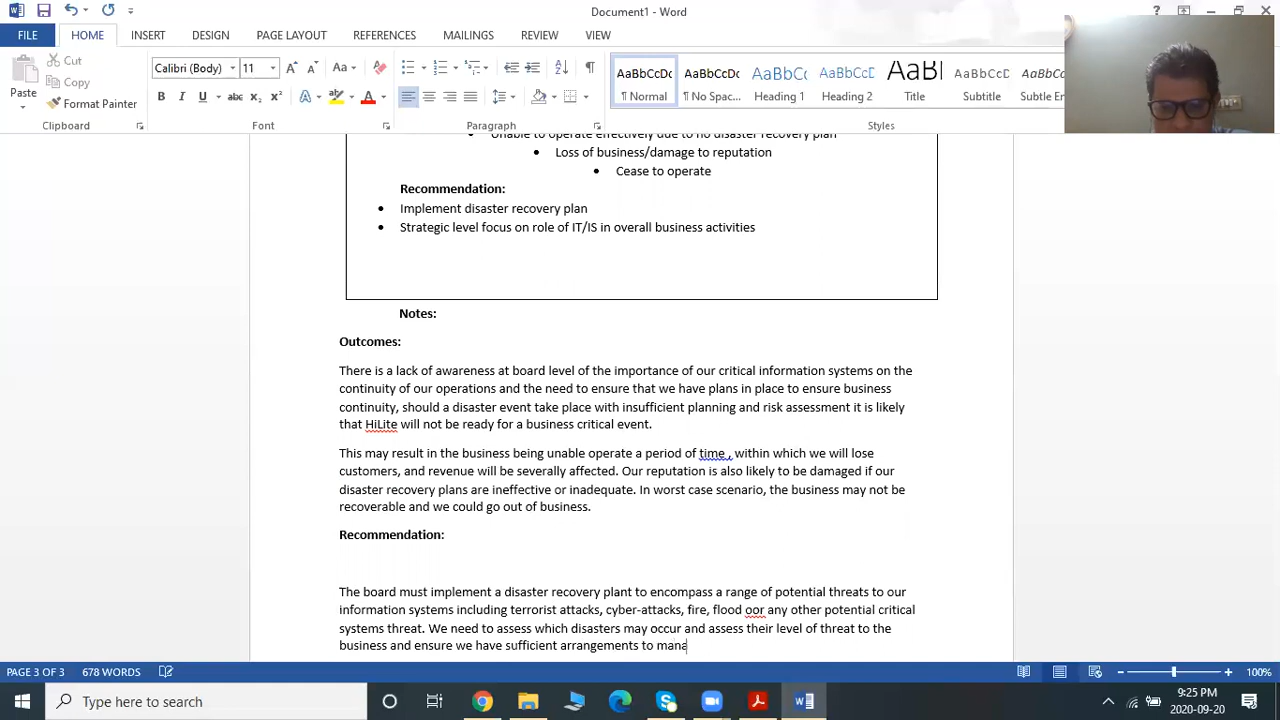 Document1 - Word
?
FILE HOME INSERT DESIGN PAGE LAYOUT REFERENCES MAILINGS REVIEW VIEW
Cut
Copy
Paste
Format Painter
Calibri (Body) 11
Aa
B I U abc x₂ x² A A
AaBbCcDc AaBbCcDc AaBbCc AaBbCcC AaBl AaBbCcD AaBbCcDc
¶ Normal ¶ No Spac... Heading 1 Heading 2 Title Subtitle Subtle Em
Clipboard Font Paragraph Styles
• Unable to operate effectively due to no disaster recovery plan
• Loss of business/damage to reputation
• Cease to operate
Recommendation:
• Implement disaster recovery plan
• Strategic level focus on role of IT/IS in overall business activities
Notes:
Outcomes:
There is a lack of awareness at board level of the importance of our critical information systems on the
continuity of our operations and the need to ensure that we have plans in place to ensure business
continuity, should a disaster event take place with insufficient planning and risk assessment it is likely
that HiLite will not be ready for a business critical event.
This may result in the business being unable operate a period of time , within which we will lose
customers, and revenue will be severally affected. Our reputation is also likely to be damaged if our
disaster recovery plans are ineffective or inadequate. In worst case scenario, the business may not be
recoverable and we could go out of business.
Recommendation:
The board must implement a disaster recovery plant to encompass a range of potential threats to our
information systems including terrorist attacks, cyber-attacks, fire, flood oor any other potential critical
systems threat. We need to assess which disasters may occur and assess their level of threat to the
business and ensure we have sufficient arrangements to mana
PAGE 3 OF 3 678 WORDS 100%
Type here to search
9:25 PM
2020-09-20